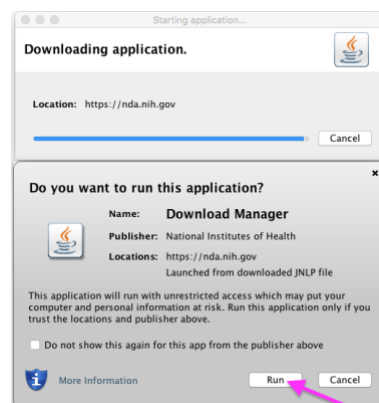 Starting application...
Downloading application.
Location: https://nda.nih.gov
Cancel
Do you want to run this application?
Name: Download Manager
Publisher: National Institutes of Health
Locations: https://nda.nih.gov
Launched from downloaded JNLP file
This application will run with unrestricted access which may put your
computer and personal information at risk. Run this application only if you
trust the locations and publisher above.
Do not show this again for this app from the publisher above
More Information Run Cancel